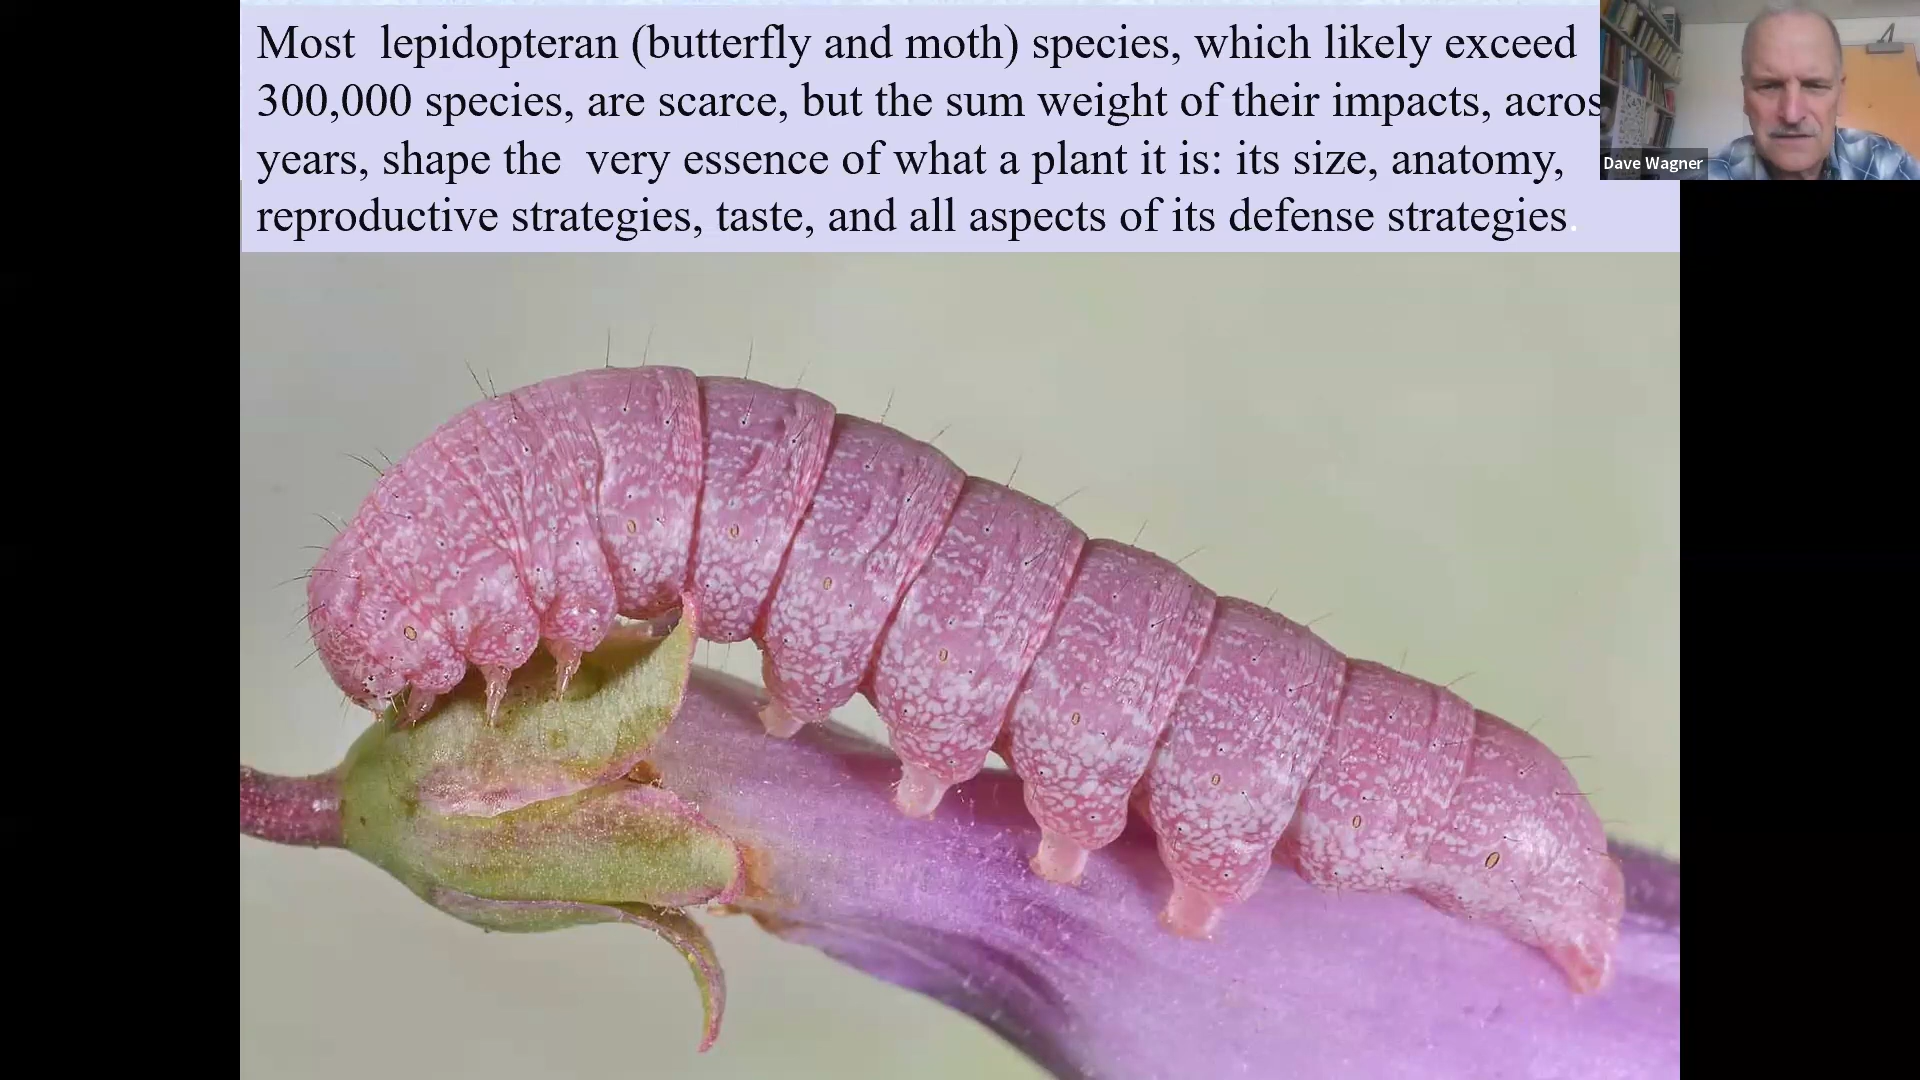 Most lepidopteran (butterfly and moth) species, which likely exceed
300,000 species, are scarce, but the sum weight of their impacts, acros
years, shape the very essence of what a plant it is: its size, anatomy,
reproductive strategies, taste, and all aspects of its defense strategies.
Dave Wagner